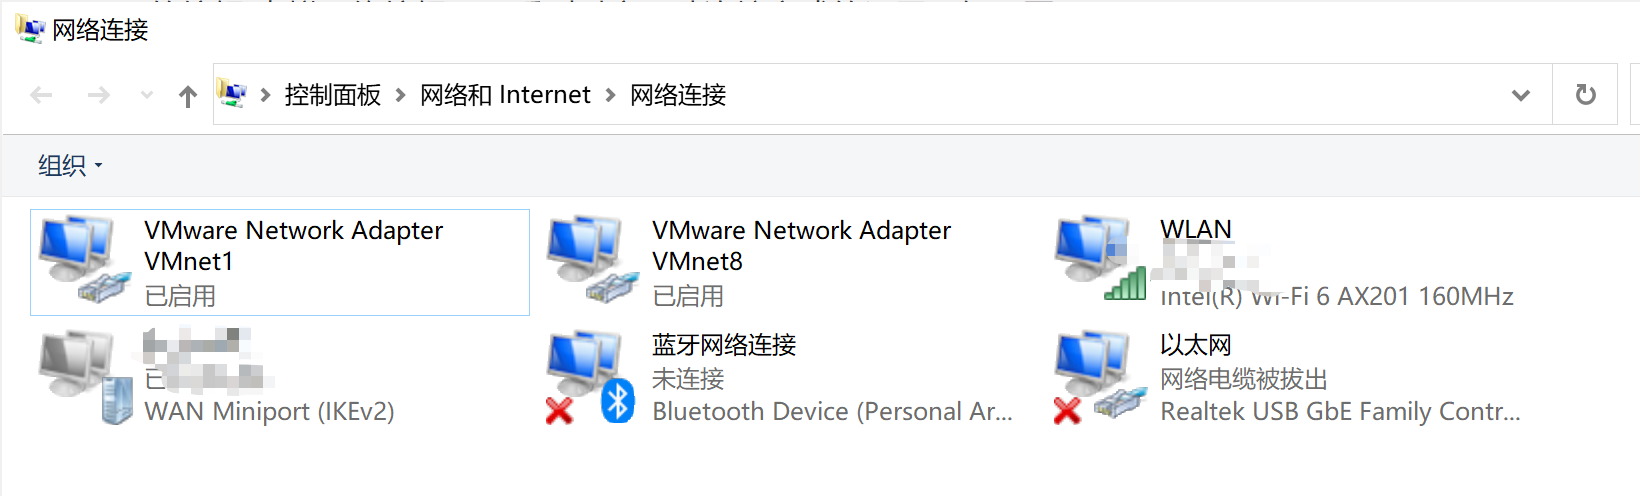 网络连接
控制面板 > 网络和 Internet > 网络连接
组织
VMware Network Adapter
VMnet1
已启用
VMware Network Adapter
VMnet8
已启用
WLAN
Intel(R) Wi-Fi 6 AX201 160MHz
已
WAN Miniport (IKEv2)
蓝牙网络连接
未连接
Bluetooth Device (Personal Ar...
以太网
网络电缆被拔出
Realtek USB GbE Family Contr...